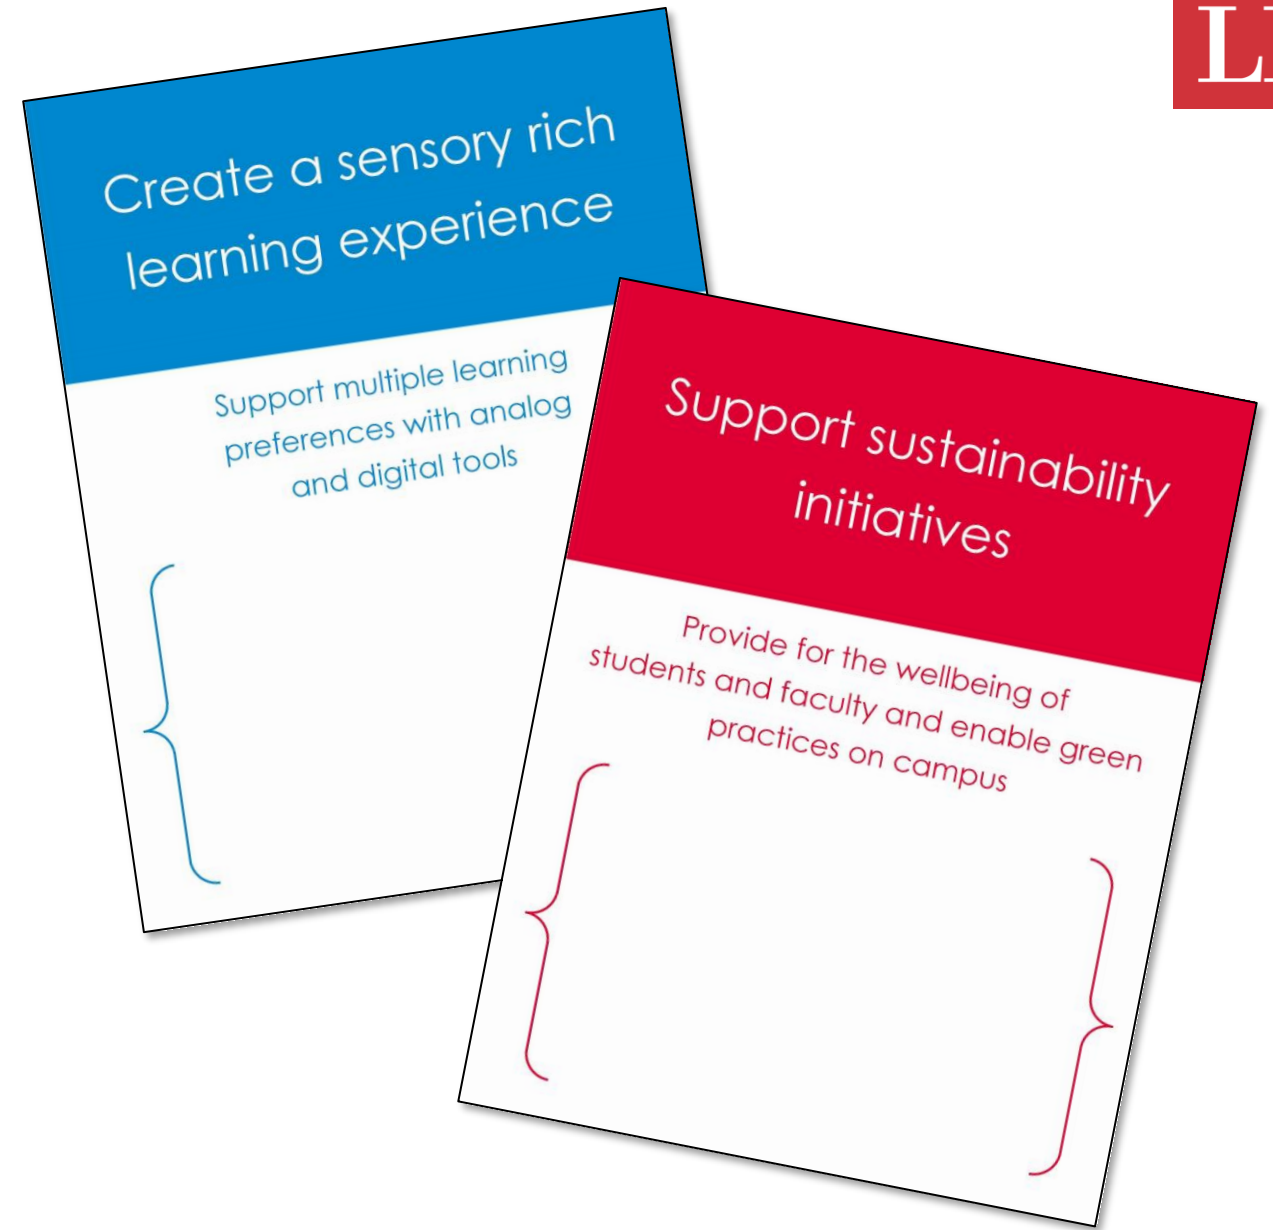 Create a sensory rich
learning experience
Support multiple learning
preferences with analog
and digital tools
Support sustainability
initiatives
Provide for the wellbeing of
students and faculty and enable green
practices on campus